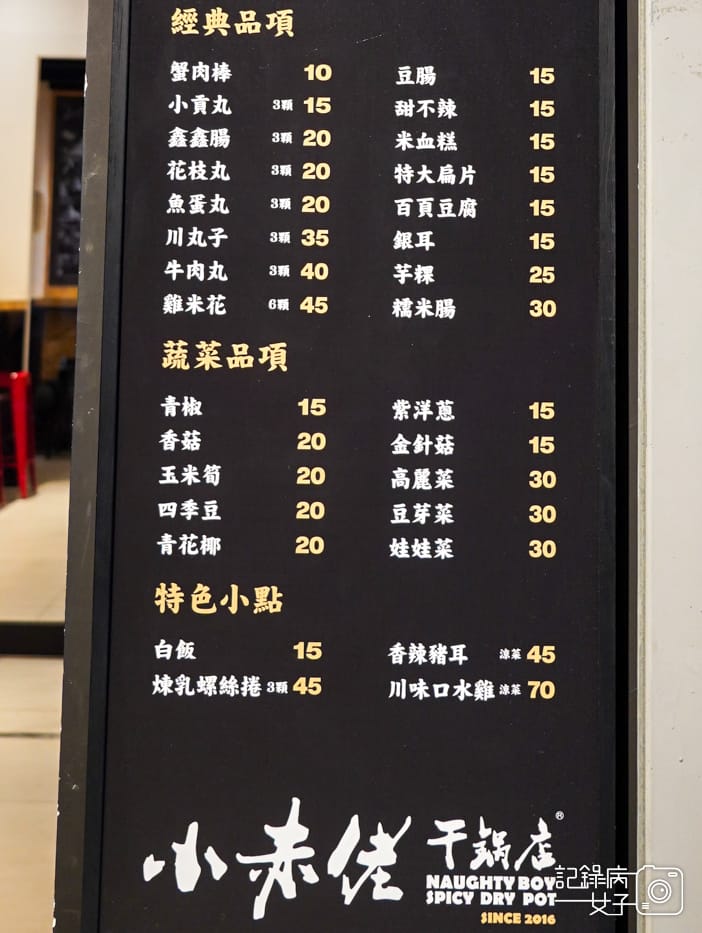 經典品項
蟹肉棒 10
小貢丸 3顆 15
鑫鑫腸 3顆 20
花枝丸 3顆 20
魚蛋丸 3顆 20
川丸子 3顆 35
牛肉丸 3顆 40
雞米花 6顆 45
豆腸 15
甜不辣 15
米血糕 15
特大扁片 15
百頁豆腐 15
銀耳 15
芋粿 25
糯米腸 30
蔬菜品項
青椒 15
香菇 20
玉米筍 20
四季豆 20
青花椰 20
紫洋蔥 15
金針菇 15
高麗菜 30
豆芽菜 30
娃娃菜 30
特色小點
白飯 15
煉乳螺絲捲 3顆 45
香辣豬耳 涼菜 45
川味口水雞 涼菜 70
小赤佬
干鍋店®
NAUGHTY BOY
SPICY DRY POT
SINCE 2016
記錄病
女子